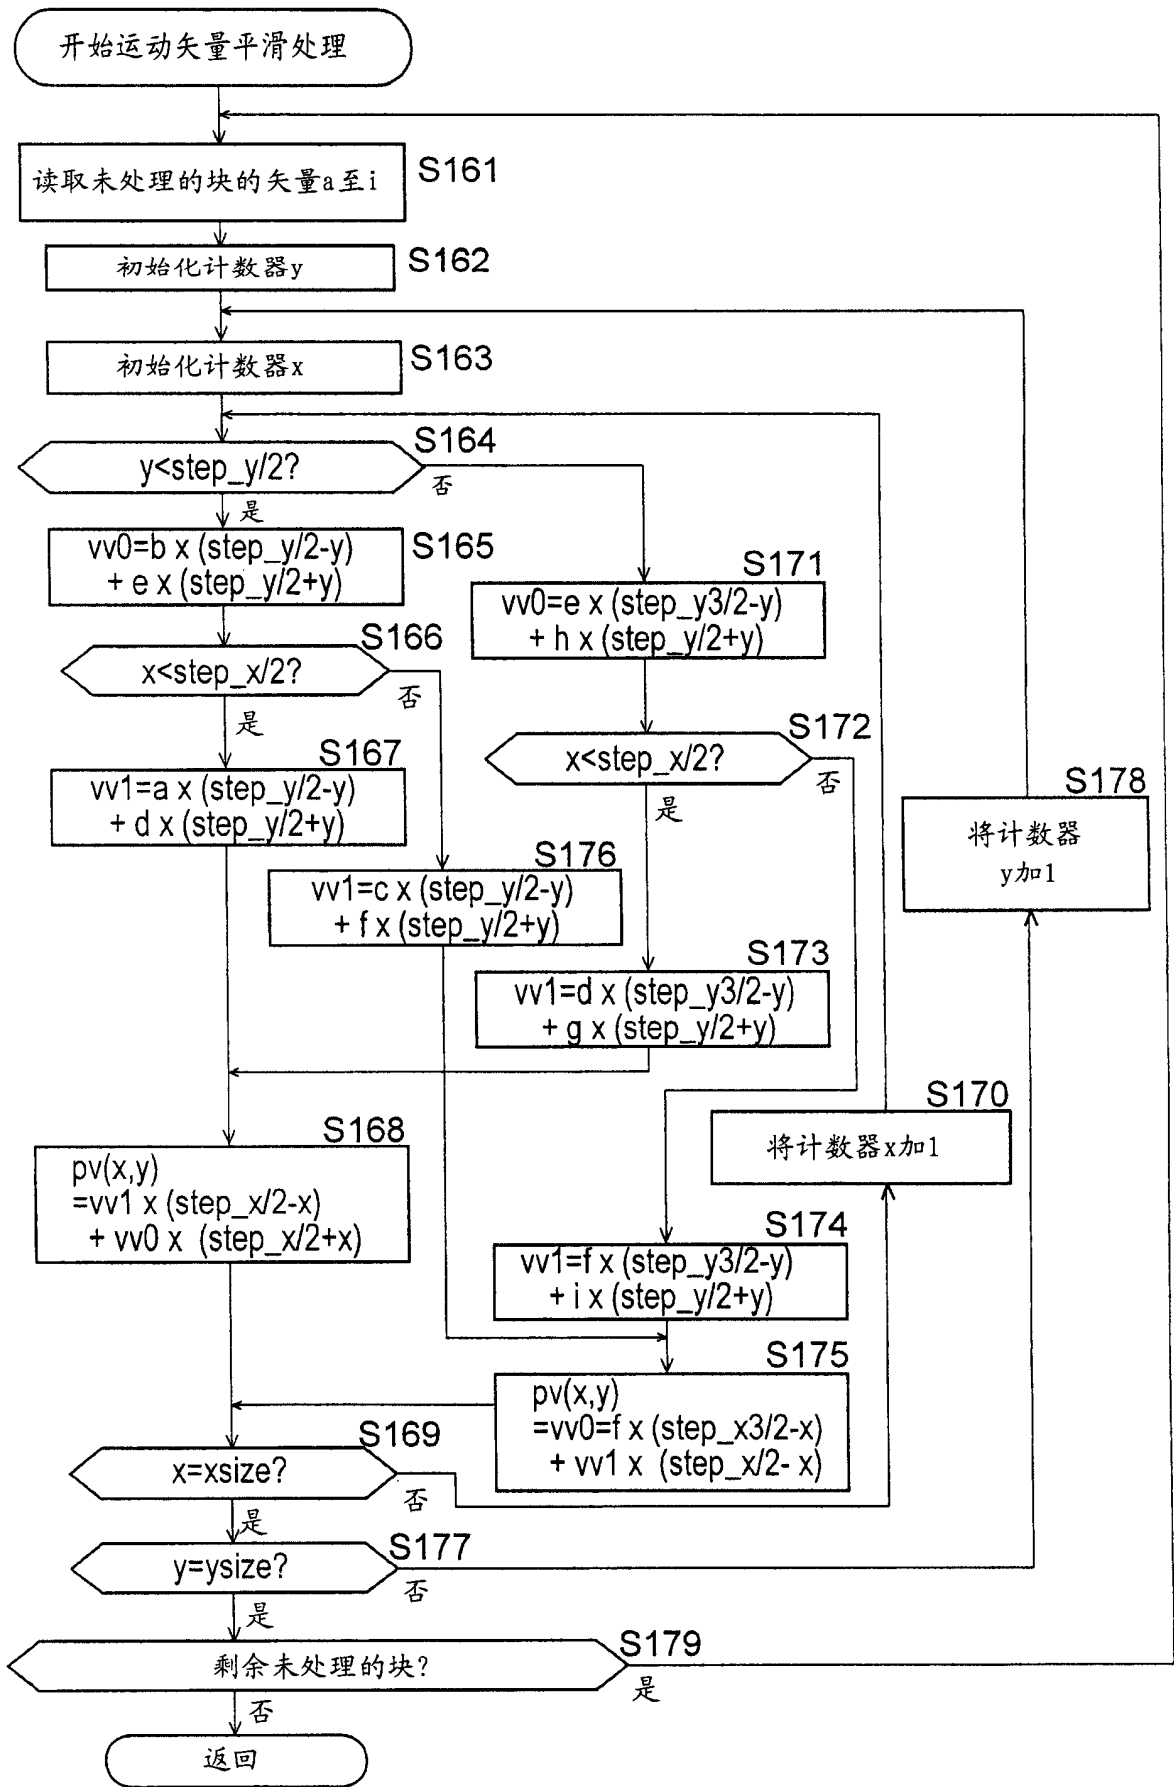 开始运动矢量平滑处理
读取未处理的块的矢量a至i
S161
初始化计数器y
S162
初始化计数器x
S163
y<step_y/2?
S164
否
是
vv0=b x (step_y/2-y)
+ e x (step_y/2+y)
S165
S171
vv0=e x (step_y3/2-y)
+ h x (step_y/2+y)
x<step_x/2?
S166
否
是
S172
x<step_x/2?
否
是
S167
vv1=a x (step_y/2-y)
+ d x (step_y/2+y)
S178
将计数器
y加1
S176
vv1=c x (step_y/2-y)
+ f x (step_y/2+y)
S173
vv1=d x (step_y3/2-y)
+ g x (step_y/2+y)
S170
将计数器x加1
S168
pv(x,y)
=vv1 x (step_x/2-x)
+ vv0 x (step_x/2+x)
S174
vv1=f x (step_y3/2-y)
+ i x (step_y/2+y)
S175
pv(x,y)
=vv0=f x (step_x3/2-x)
+ vv1 x (step_x/2- x)
S169
x=xsize?
否
是
S177
y=ysize?
否
是
S179
剩余未处理的块?
是
否
返回